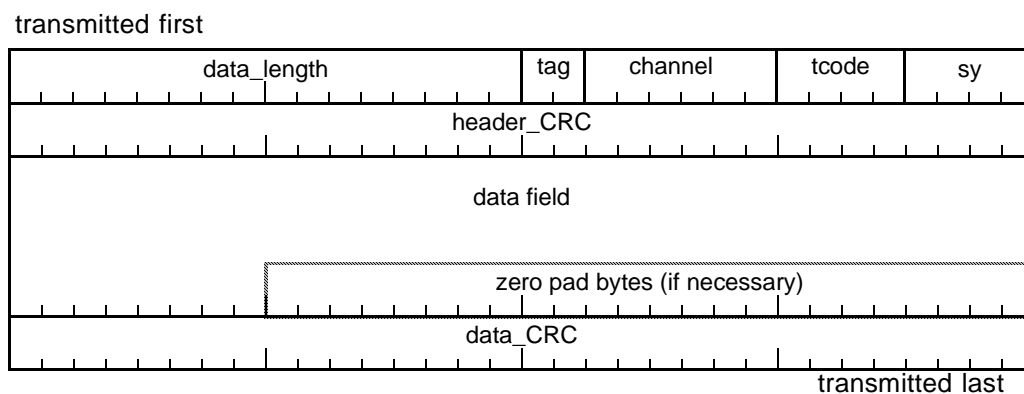 transmitted first
data_length tag channel tcode sy
header_CRC
data field
zero pad bytes (if necessary)
data_CRC
transmitted last